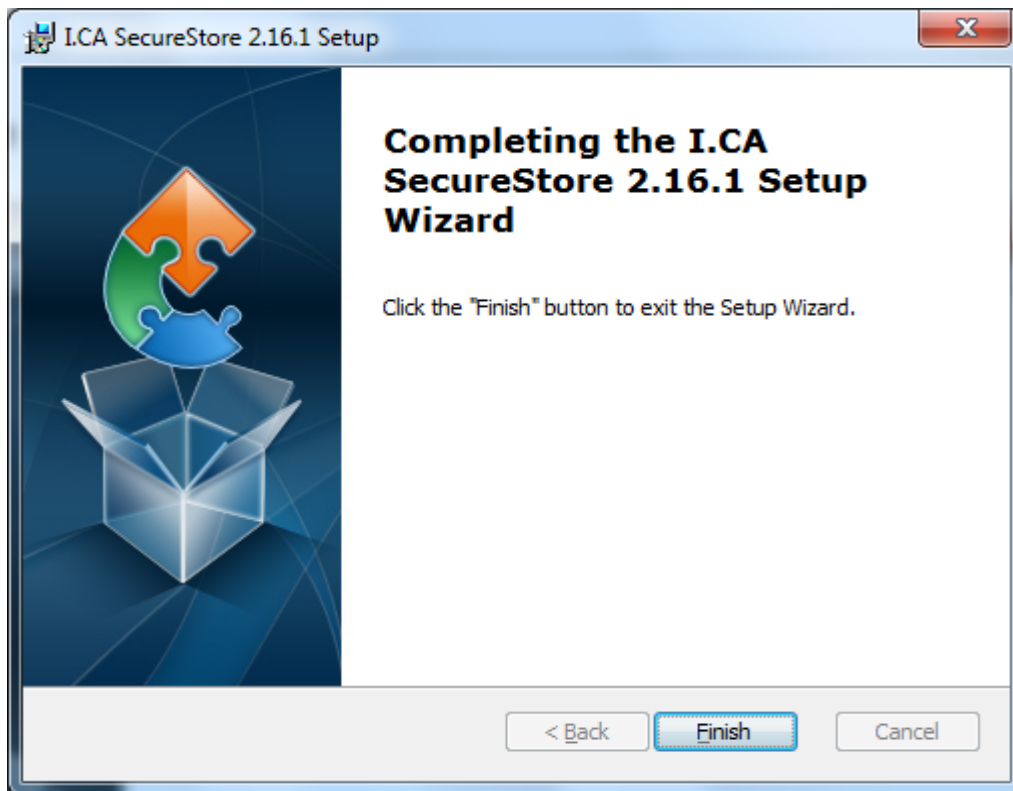 I.CA SecureStore 2.16.1 Setup
Completing the I.CA
SecureStore 2.16.1 Setup
Wizard
Click the "Finish" button to exit the Setup Wizard.
< Back
Finish
Cancel